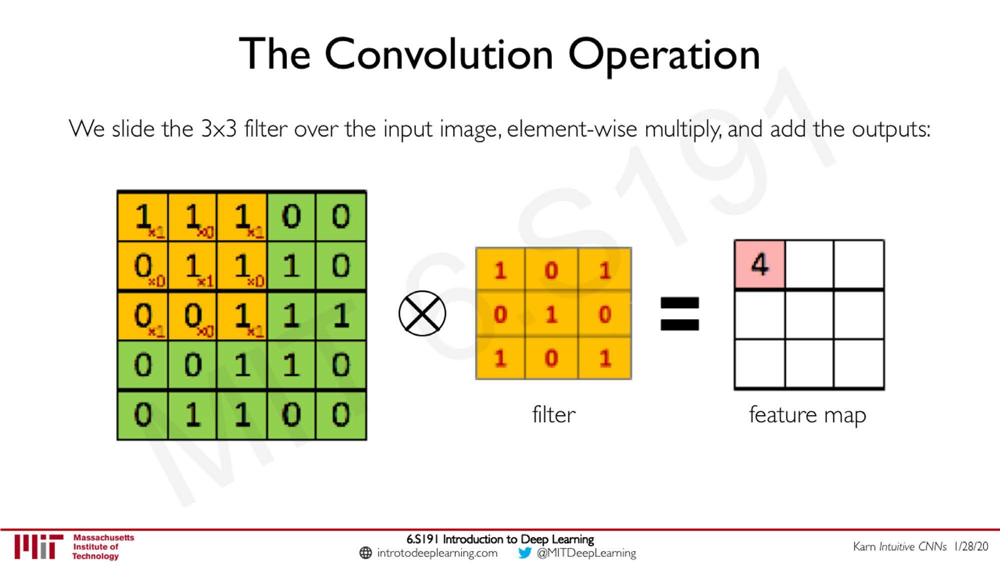 The Convolution Operation
We slide the 3x3 filter over the input image, element-wise multiply, and add the outputs:
1×1 1×0 1×1 0 0
0×0 1×1 1×0 1 0
0×1 0×0 1×1 1 1
0 0 1 1 0
0 1 1 0 0
1 0 1
0 1 0
1 0 1
filter
=
4
feature map
MIT 6.S191
Massachusetts
Institute of
Technology
6.S191 Introduction to Deep Learning
introtodeeplearning.com @MITDeepLearning
Karn Intuitive CNNs 1/28/20